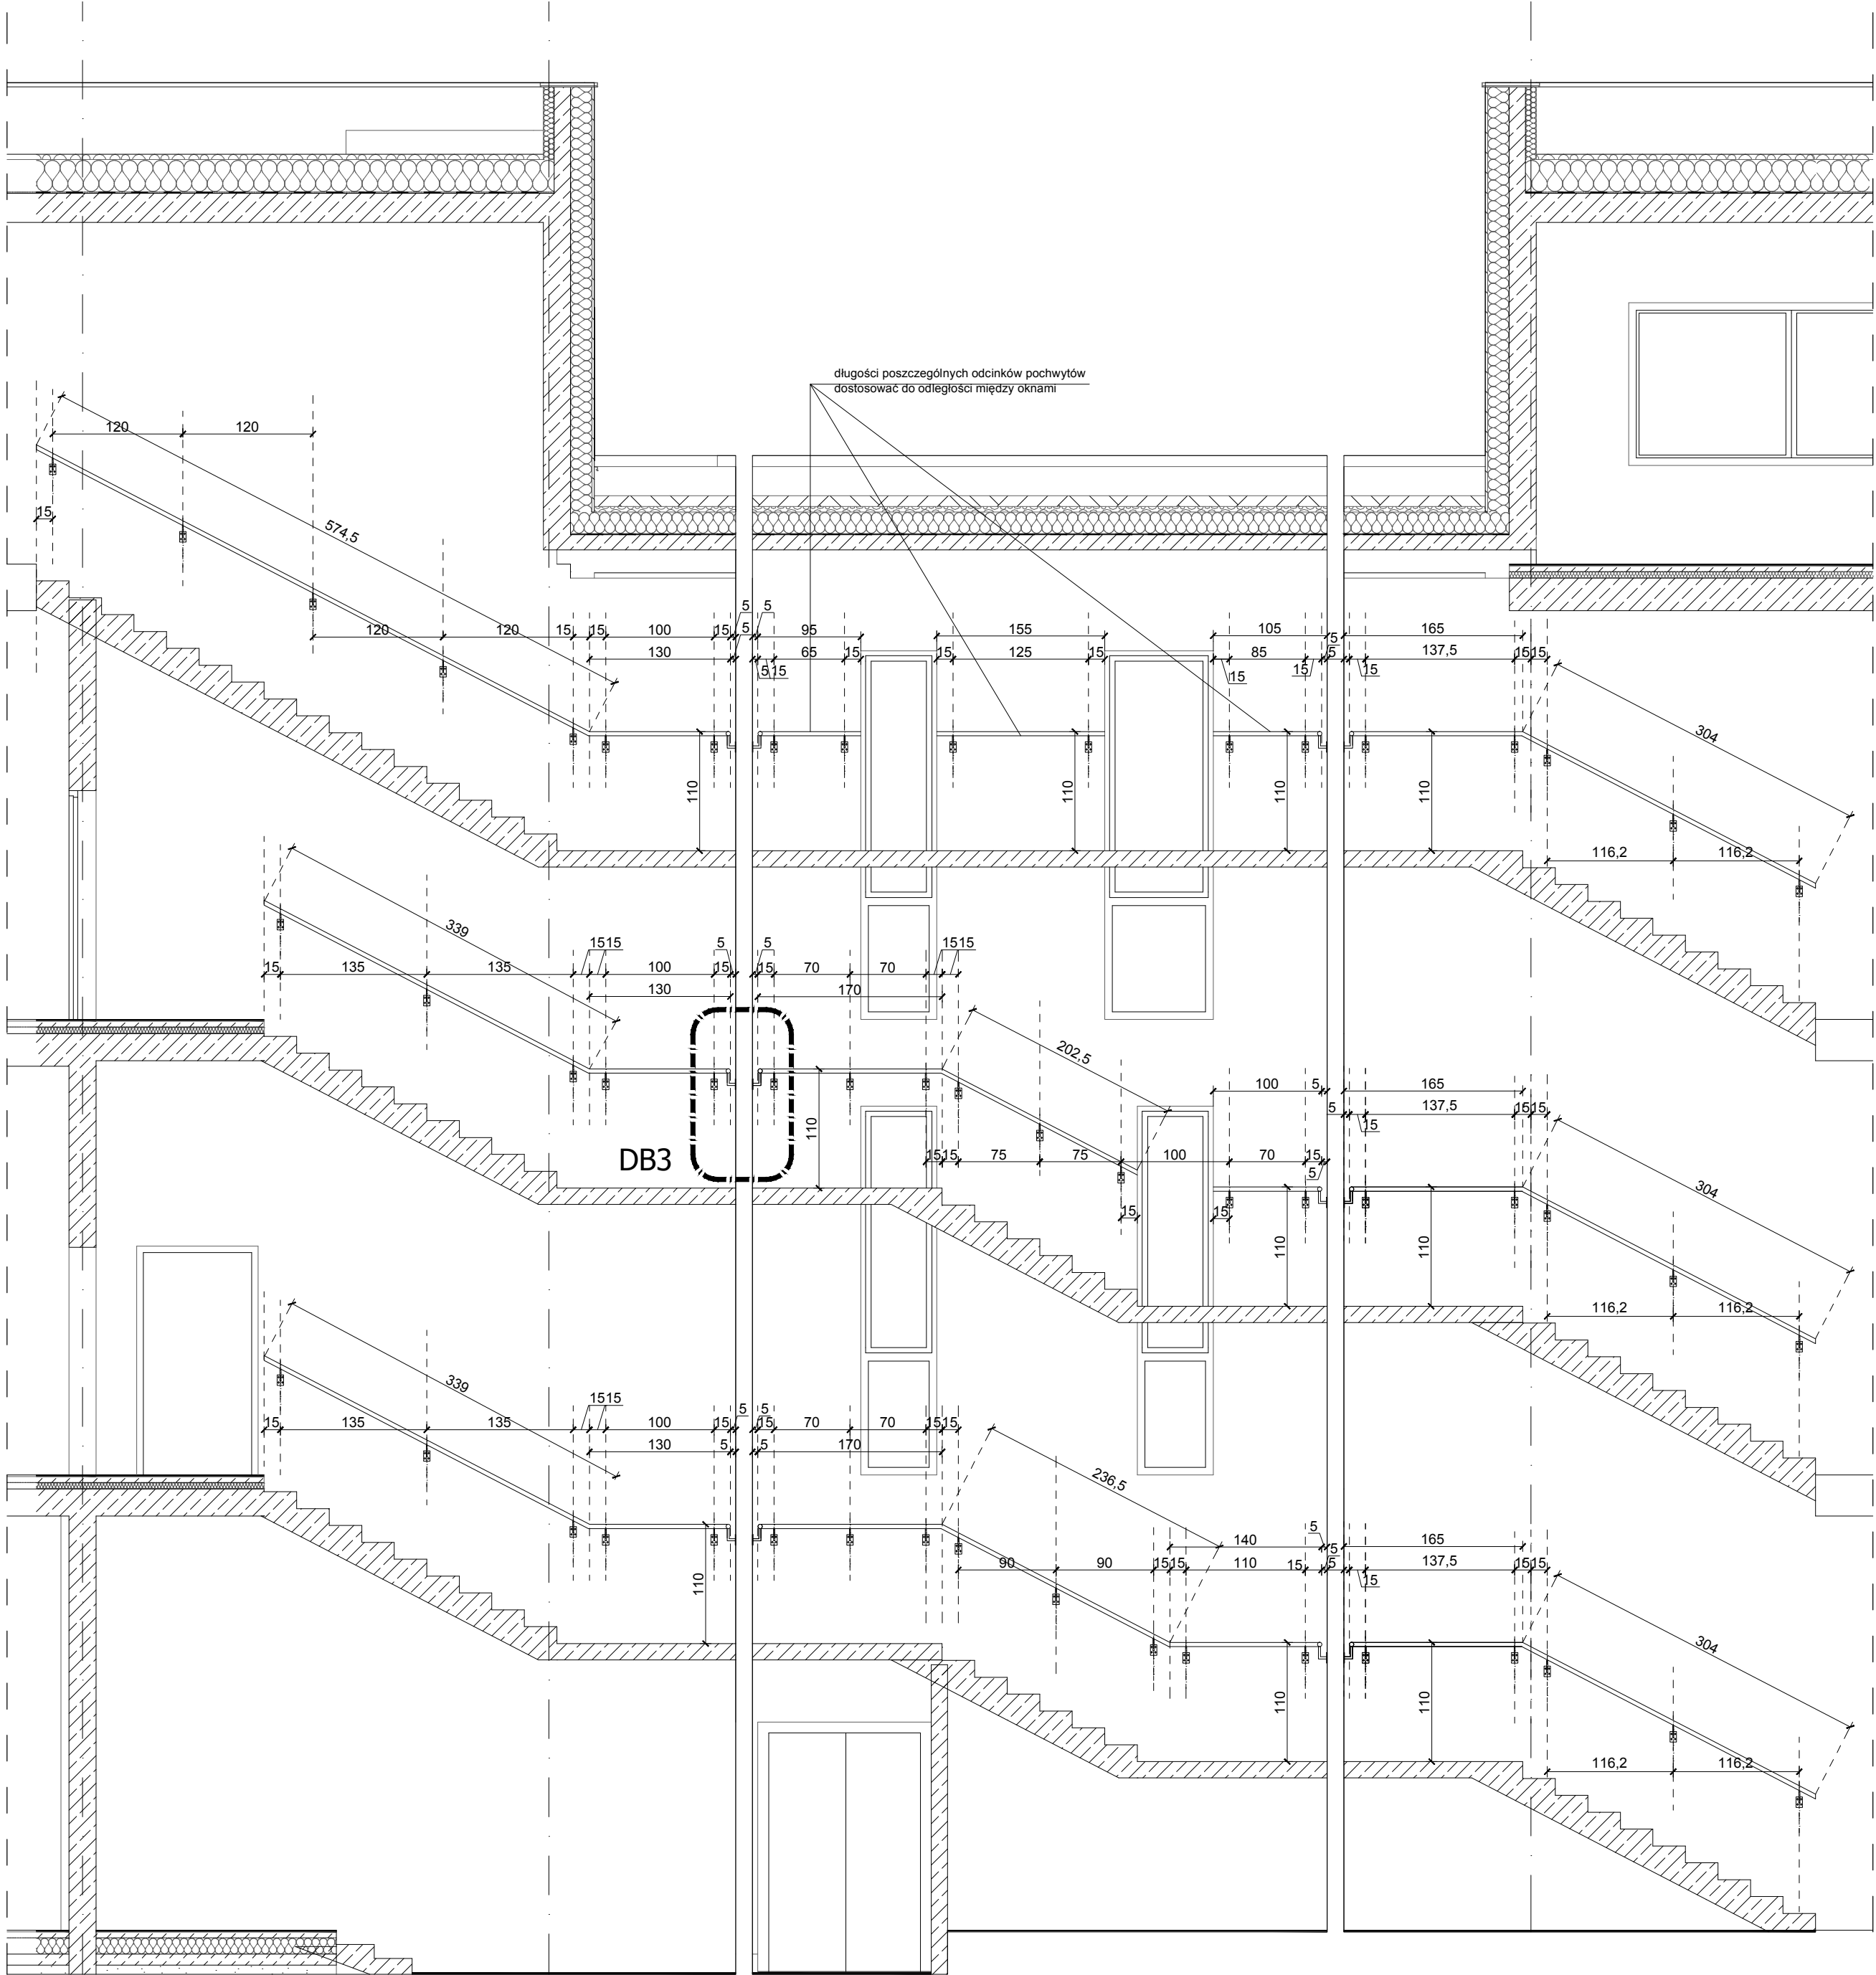 długości poszczególnych odcinków pochwytów
dostosować do odległości między oknami
120 120
15
574,5
5 5
120 120 15 15 100 15 5 95 155 105 5 165
130 65 15 15 125 15 85 5 137,5 15 15
5 15 15 15 15
304
110 110 110 110
116,2 116,2
339
15 15 5 5 15 15
15 135 135 100 15 15 70 70
130 170
202,5
100 5 165
5 137,5 15 15
15
110
DB3
15 15 75 75 100 70 15
5
15 15
304
110 110
116,2 116,2
339
15 15 5 5
15 135 135 100 15 15 70 70 15 15
130 5 5 170
236,5
140 5 5 165
90 90 15 15 110 15 5 137,5 15 15
15
110
304
110 110
116,2 116,2